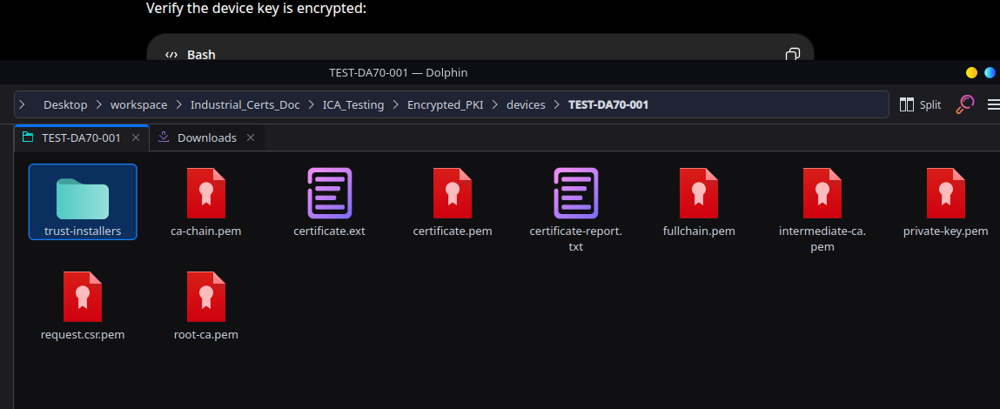 Verify the device key is encrypted:
</> Bash
TEST-DA70-001 — Dolphin
> Desktop > workspace > Industrial_Certs_Doc > ICA_Testing > Encrypted_PKI > devices > TEST-DA70-001
Split
TEST-DA70-001
Downloads
trust-installers
ca-chain.pem
certificate.ext
certificate.pem
certificate-report.
txt
fullchain.pem
intermediate-ca.
pem
private-key.pem
request.csr.pem
root-ca.pem